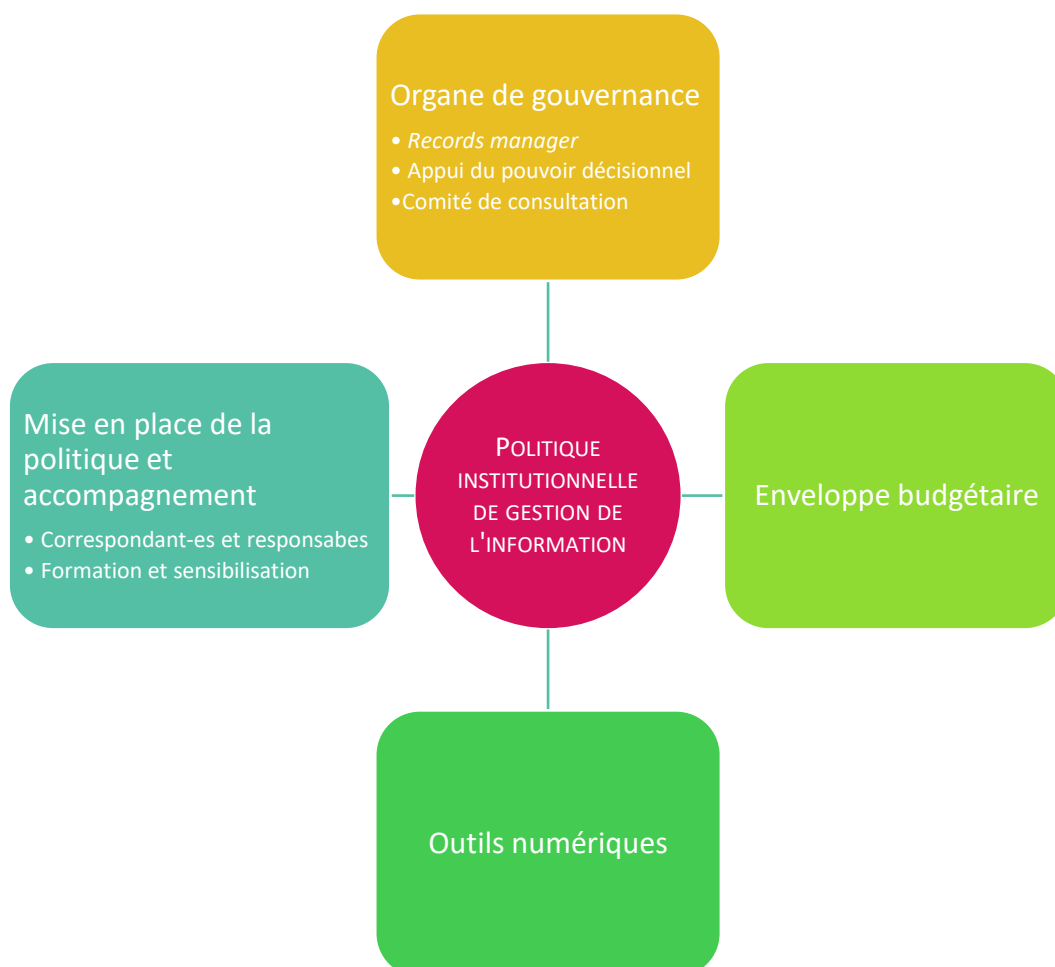 Organe de gouvernance
• Records manager
• Appui du pouvoir décisionnel
•Comité de consultation
Mise en place de la
politique et
accompagnement
• Correspondant-es et responsabes
• Formation et sensibilisation
POLITIQUE
INSTITUTIONNELLE
DE GESTION DE
L'INFORMATION
Enveloppe budgétaire
Outils numériques